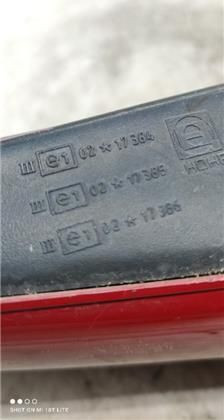 III e1 02 * 17 384
III e1 02 * 17 385
III e1 02 * 17 386
SHOT ON MI 10T LITE